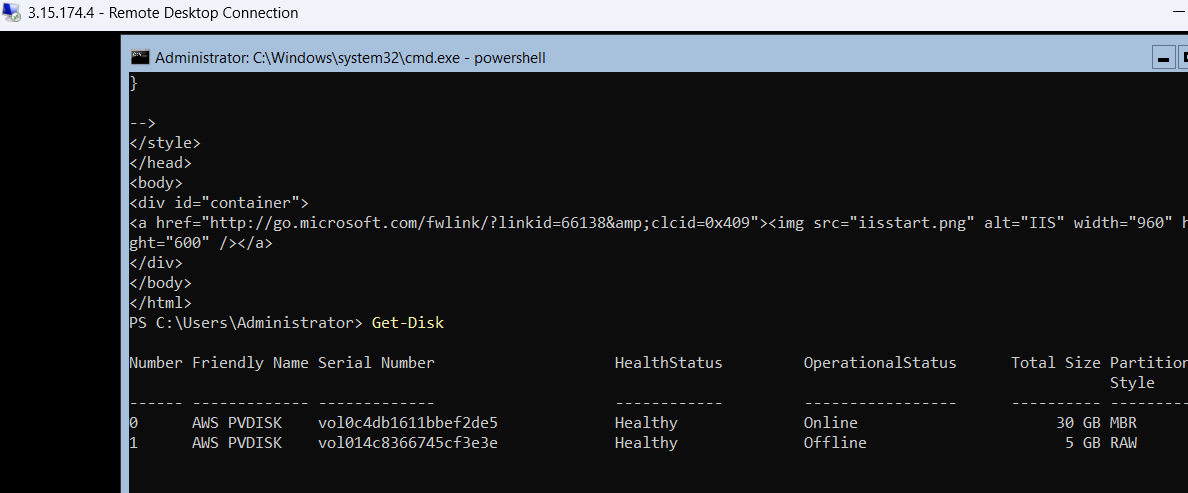 3.15.174.4 - Remote Desktop Connection
Administrator: C:\Windows\system32\cmd.exe - powershell
}
-->
</style>
</head>
<body>
<div id="container">
<a href="http://go.microsoft.com/fwlink/?linkid=66138&amp;clcid=0x409"><img src="iisstart.png" alt="IIS" width="960" h
ght="600" /></a>
</div>
</body>
</html>
PS C:\Users\Administrator> Get-Disk
Number Friendly Name Serial Number HealthStatus OperationalStatus Total Size Partition
Style
------ ------------- ------------- ------------ ----------------- ---------- ---------
0 AWS PVDISK vol0c4db1611bbef2de5 Healthy Online 30 GB MBR
1 AWS PVDISK vol014c8366745cf3e3e Healthy Offline 5 GB RAW